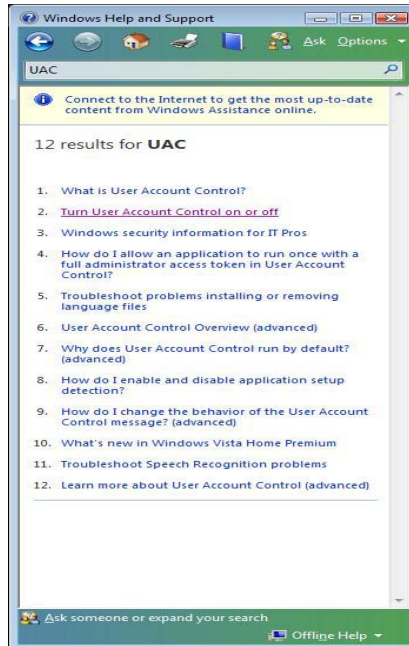 Windows Help and Support
Ask Options
UAC
Connect to the Internet to get the most up-to-date
content from Windows Assistance online.
12 results for UAC
1. What is User Account Control?
2. Turn User Account Control on or off
3. Windows security information for IT Pros
4. How do I allow an application to run once with a
full administrator access token in User Account
Control?
5. Troubleshoot problems installing or removing
language files
6. User Account Control Overview (advanced)
7. Why does User Account Control run by default?
(advanced)
8. How do I enable and disable application setup
detection?
9. How do I change the behavior of the User Account
Control message? (advanced)
10. What's new in Windows Vista Home Premium
11. Troubleshoot Speech Recognition problems
12. Learn more about User Account Control (advanced)
Ask someone or expand your search
Offline Help